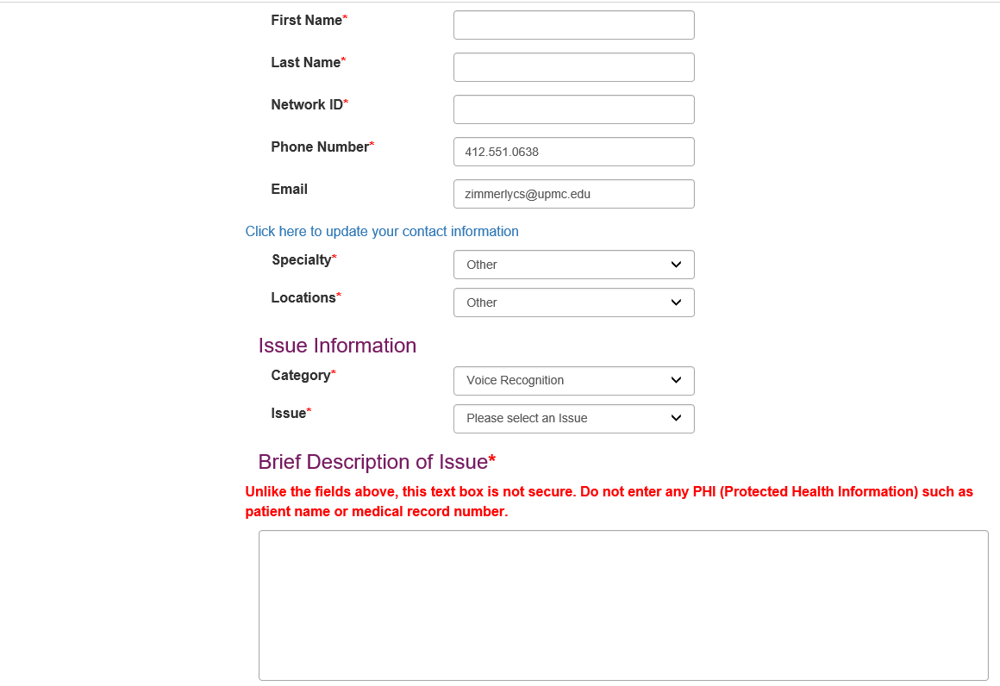 First Name*
Last Name*
Network ID*
Phone Number* 412.551.0638
Email zimmerlycs@upmc.edu
Click here to update your contact information
Specialty* Other
Locations* Other
Issue Information
Category* Voice Recognition
Issue* Please select an Issue
Brief Description of Issue*
Unlike the fields above, this text box is not secure. Do not enter any PHI (Protected Health Information) such as
patient name or medical record number.